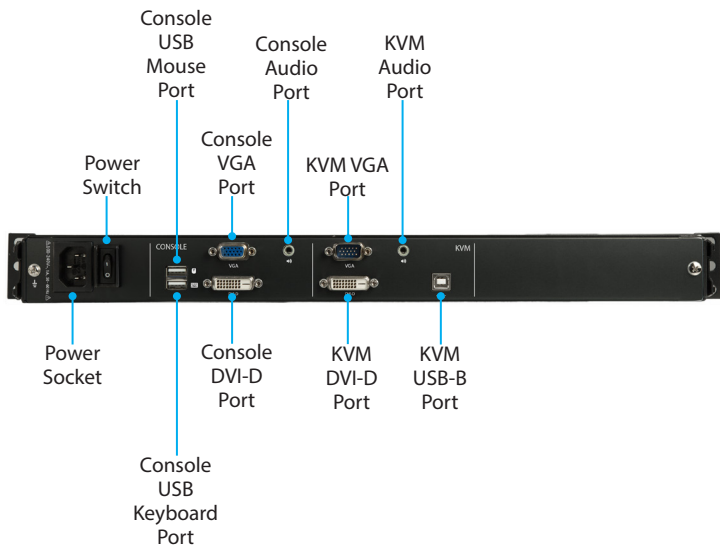 Console
USB
Mouse
Port
Console
Audio
Port
KVM
Audio
Port
Console
VGA
Port
Power
Switch
KVM VGA
Port
CONSOLE
KVM
VGA
VGA
Power
Socket
Console
DVI-D
Port
KVM
DVI-D
Port
KVM
USB-B
Port
Console
USB
Keyboard
Port